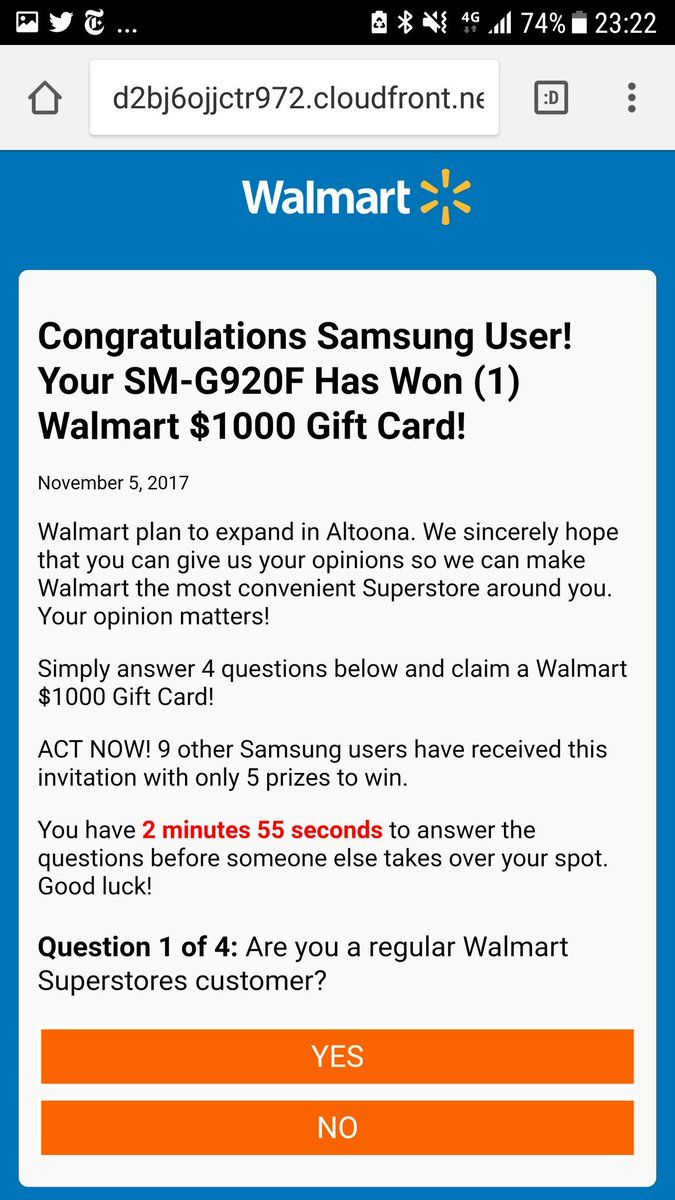 ... 4G 74% 23:22
d2bj6ojjctr972.cloudfront.ne :D
Walmart
Congratulations Samsung User!
Your SM-G920F Has Won (1)
Walmart $1000 Gift Card!
November 5, 2017
Walmart plan to expand in Altoona. We sincerely hope
that you can give us your opinions so we can make
Walmart the most convenient Superstore around you.
Your opinion matters!
Simply answer 4 questions below and claim a Walmart
$1000 Gift Card!
ACT NOW! 9 other Samsung users have received this
invitation with only 5 prizes to win.
You have 2 minutes 55 seconds to answer the
questions before someone else takes over your spot.
Good luck!
Question 1 of 4: Are you a regular Walmart
Superstores customer?
YES
NO